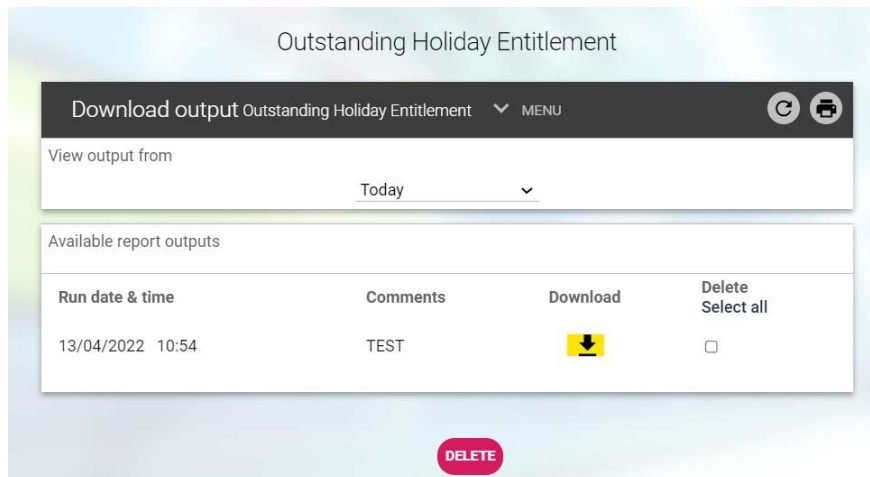 Outstanding Holiday Entitlement
Download output Outstanding Holiday Entitlement MENU
View output from
Today
Available report outputs
Run date & time Comments Download Delete
Select all
13/04/2022 10:54 TEST
DELETE